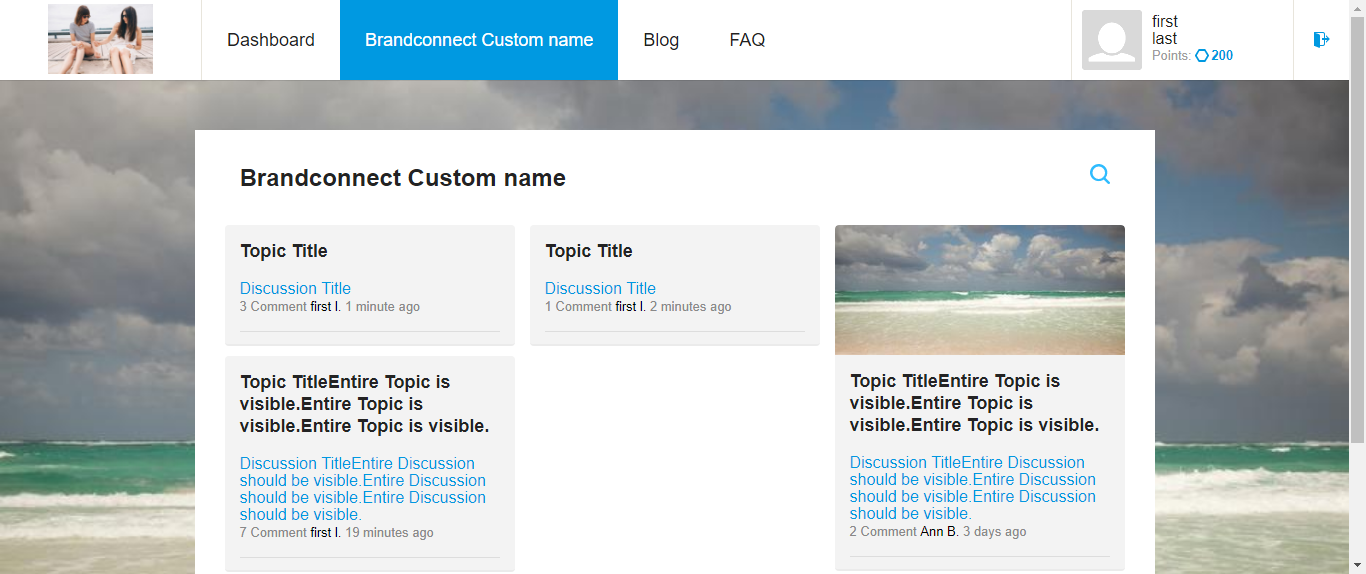 Dashboard
Brandconnect Custom name
Blog
FAQ
first
last
Points: 200
Brandconnect Custom name
Topic Title
Discussion Title
3 Comment first l. 1 minute ago
Topic Title
Discussion Title
1 Comment first l. 2 minutes ago
Topic TitleEntire Topic is
visible.Entire Topic is
visible.Entire Topic is visible.
Discussion TitleEntire Discussion
should be visible.Entire Discussion
should be visible.Entire Discussion
should be visible.
7 Comment first l. 19 minutes ago
Topic TitleEntire Topic is
visible.Entire Topic is
visible.Entire Topic is visible.
Discussion TitleEntire Discussion
should be visible.Entire Discussion
should be visible.Entire Discussion
should be visible.
2 Comment Ann B. 3 days ago